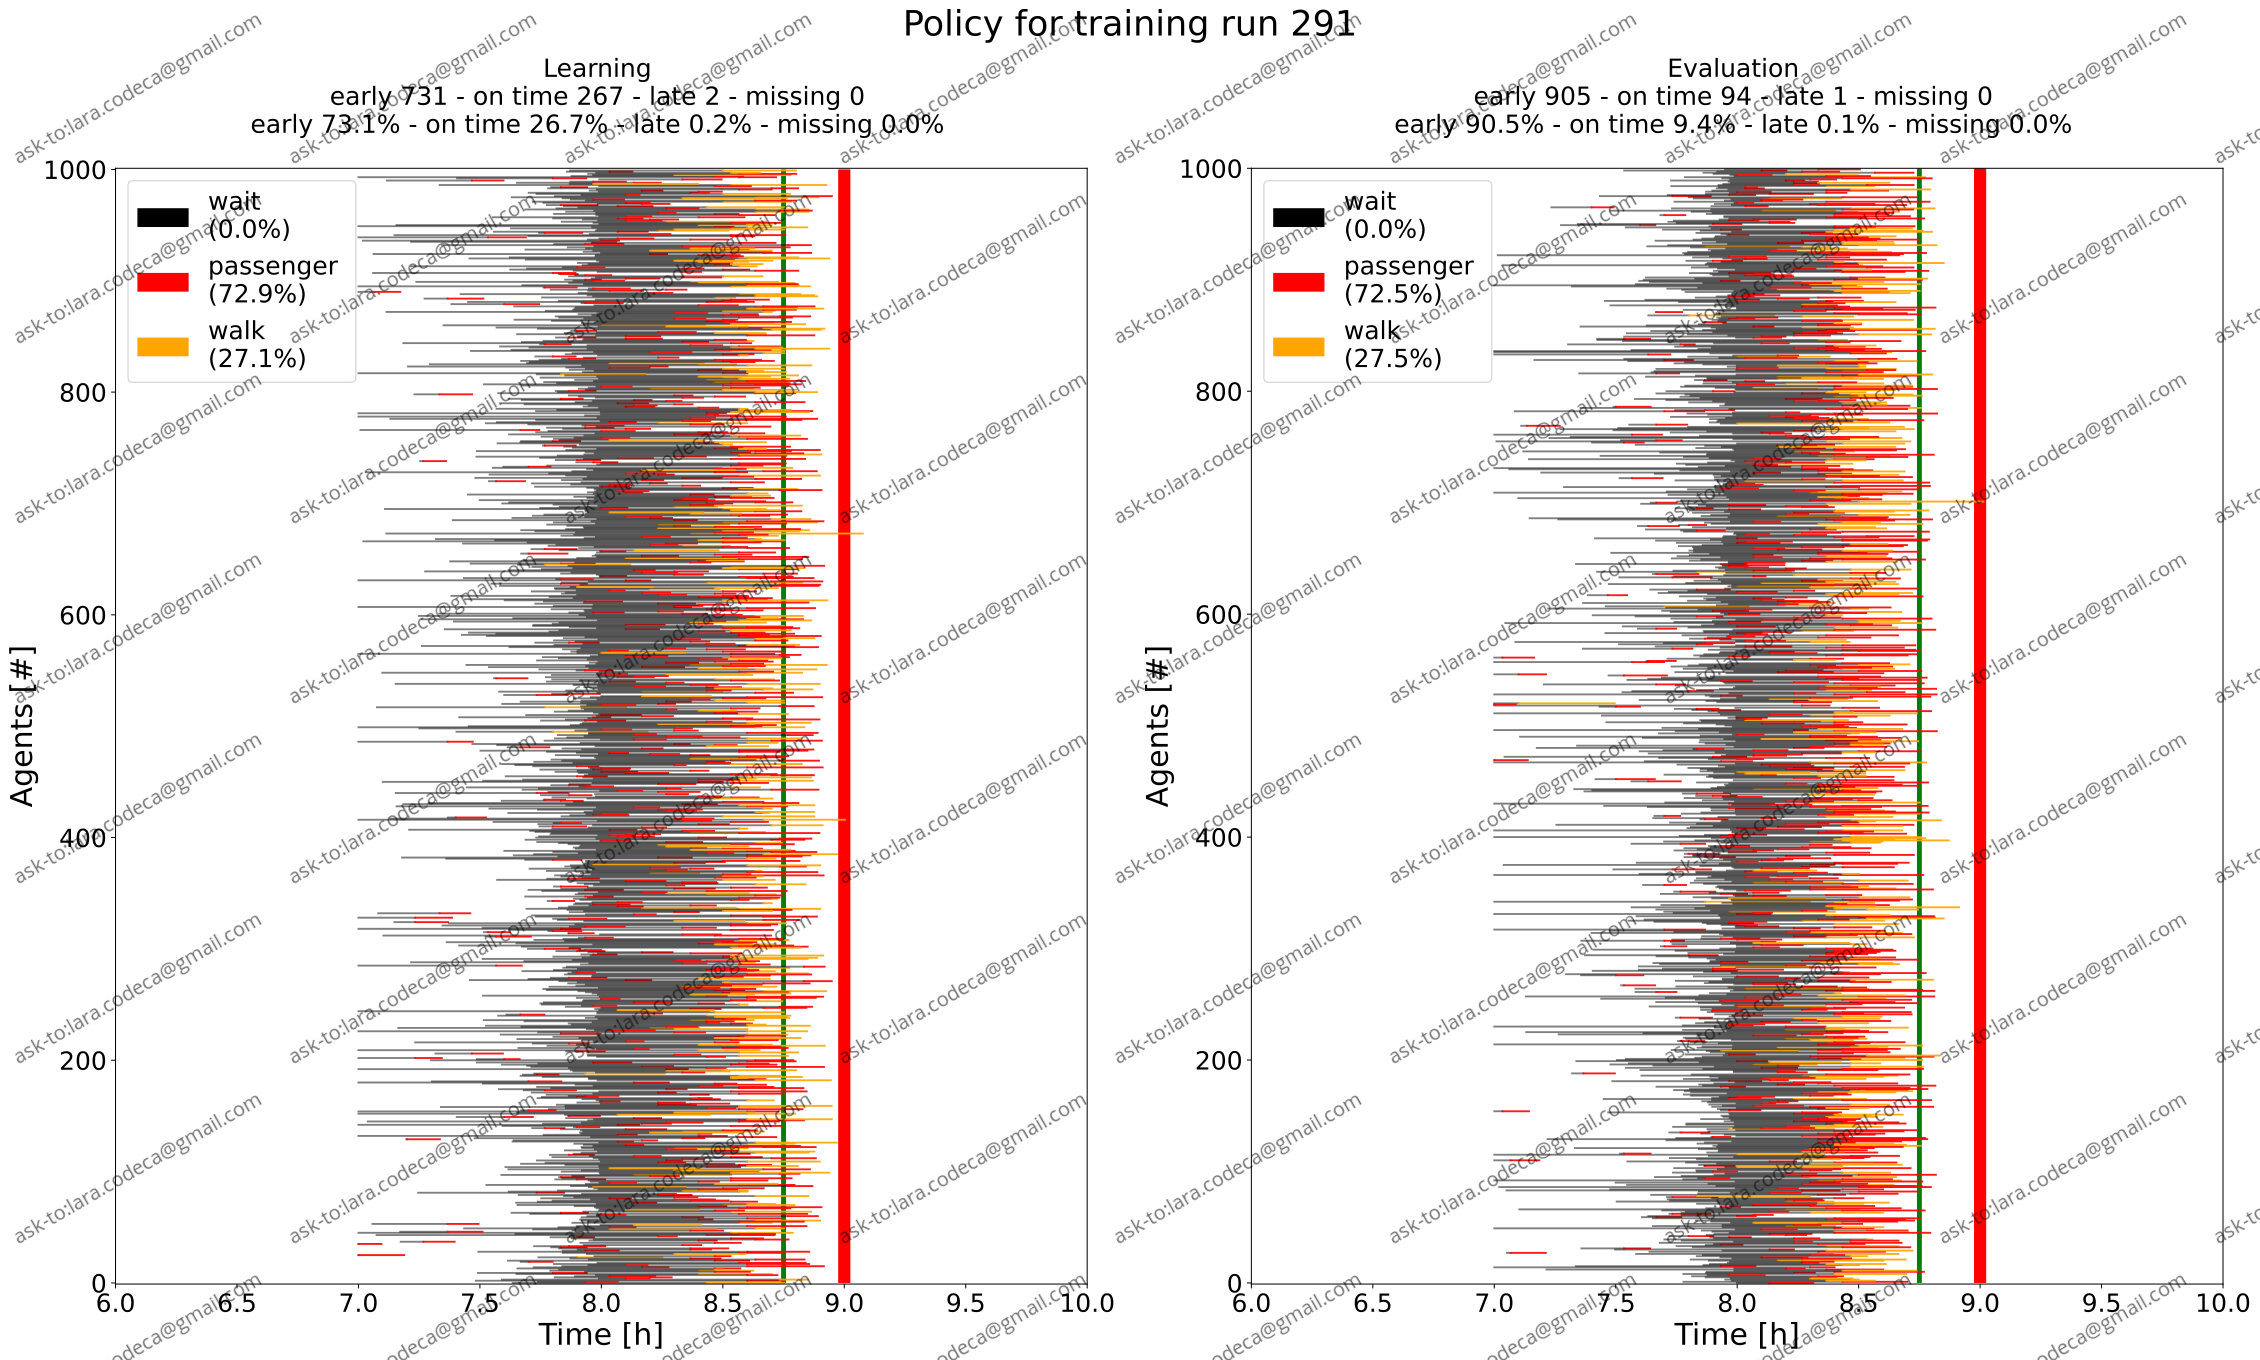 Policy for training run 291
Learning
early 731 - on time 267 - late 2 - missing 0
early 73.1% - on time 26.7% - late 0.2% - missing 0.0%
1000
800
600
400
200
0
Agents [#]
wait
(0.0%)
passenger
(72.9%)
walk
(27.1%)
6.0 6.5 7.0 7.5 8.0 8.5 9.0 9.5 10.0
Time [h]
Evaluation
early 905 - on time 94 - late 1 - missing 0
early 90.5% - on time 9.4% - late 0.1% - missing 0.0%
1000
800
600
400
200
0
Agents [#]
wait
(0.0%)
passenger
(72.5%)
walk
(27.5%)
6.0 6.5 7.0 7.5 8.0 8.5 9.0 9.5 10.0
Time [h]
ask-to:lara.codeca@gmail.com